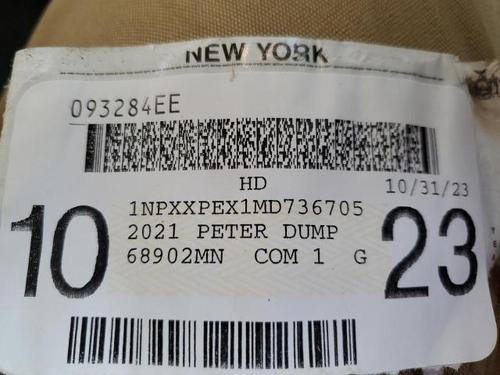 NEW YORK
093284EE
HD
10/31/23
1NPXXPEX1MD736705
10
2021 PETER DUMP
23
68902MN COM 1 G